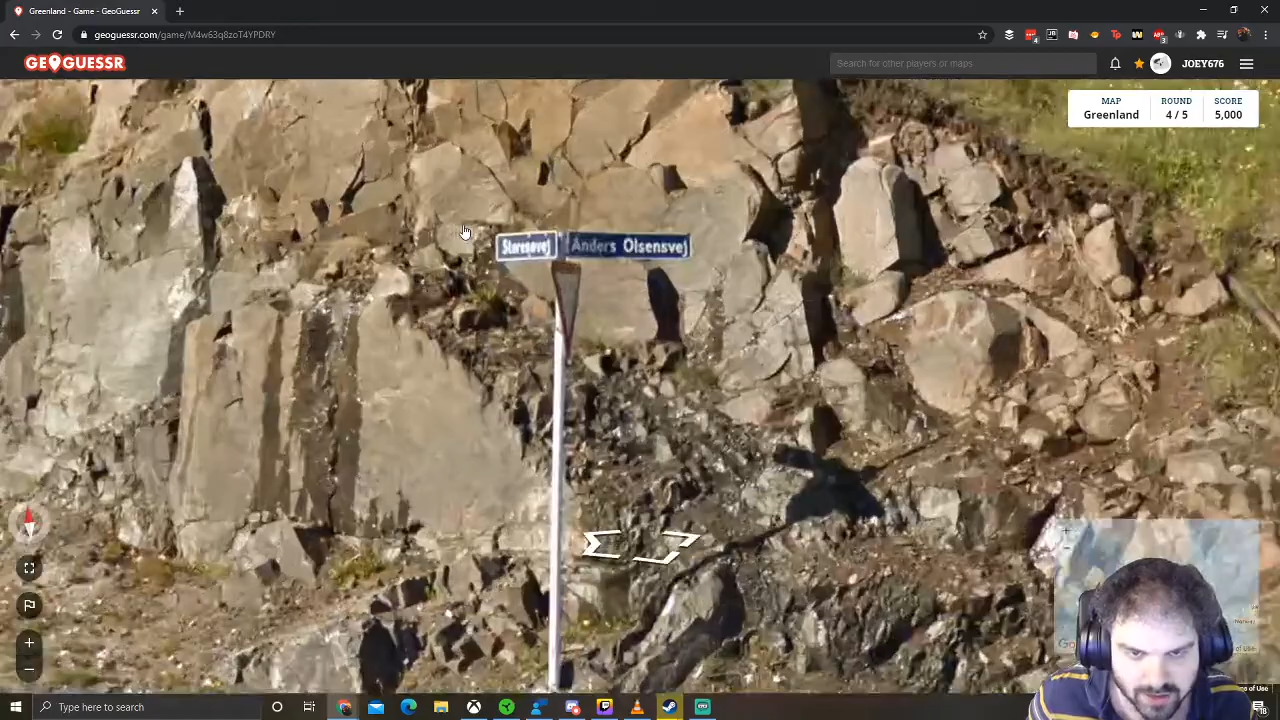 Greenland - Game - GeoGuessr
geoguessr.com/game/M4w63q8zoT4YPDRY
GEOGUESSR
Search for other players or maps
JOEY676
MAP ROUND SCORE
Greenland 4 / 5 5,000
Anders Olsensvej
Type here to search